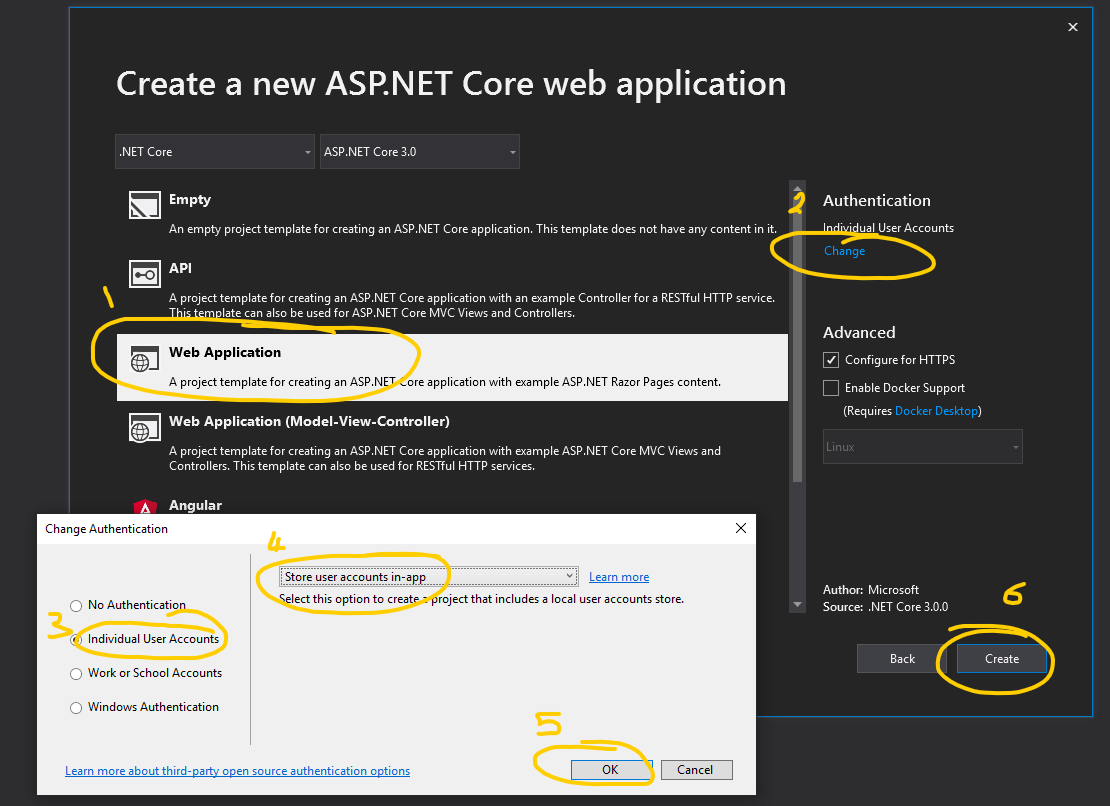 Create a new ASP.NET Core web application
.NET Core
ASP.NET Core 3.0
Empty
An empty project template for creating an ASP.NET Core application. This template does not have any content in it.
API
A project template for creating an ASP.NET Core application with an example Controller for a RESTful HTTP service.
This template can also be used for ASP.NET Core MVC Views and Controllers.
1
Web Application
A project template for creating an ASP.NET Core application with example ASP.NET Razor Pages content.
Web Application (Model-View-Controller)
A project template for creating an ASP.NET Core application with example ASP.NET Core MVC Views and
Controllers. This template can also be used for RESTful HTTP services.
Angular
2
Authentication
Individual User Accounts
Change
Advanced
Configure for HTTPS
Enable Docker Support
(Requires Docker Desktop)
Linux
Author: Microsoft
Source: .NET Core 3.0.0
6
Back
Create
Change Authentication
No Authentication
3
Individual User Accounts
Work or School Accounts
Windows Authentication
4
Store user accounts in-app
Learn more
Select this option to create a project that includes a local user accounts store.
Learn more about third-party open source authentication options
5
OK
Cancel